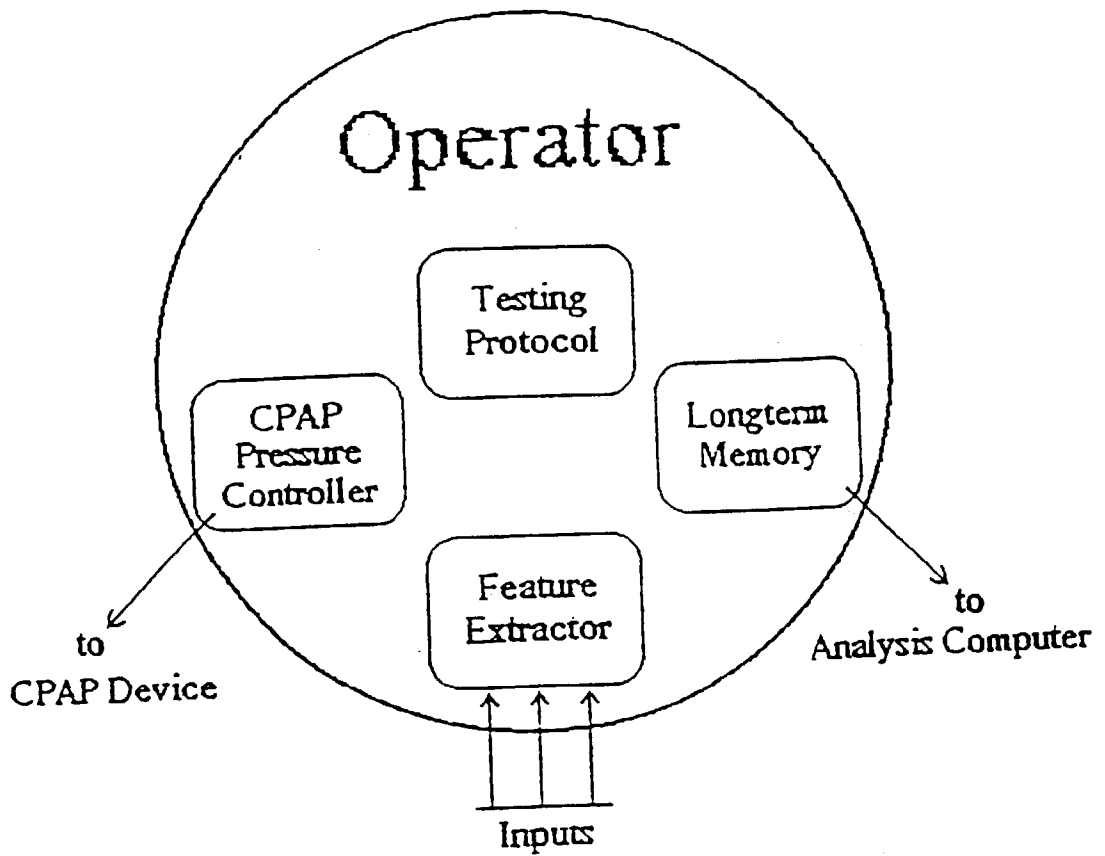 Operator
Testing
Protocol
CPAP
Pressure
Controller
Longterm
Memory
Feature
Extractor
to
CPAP Device
to
Analysis Computer
Inputs